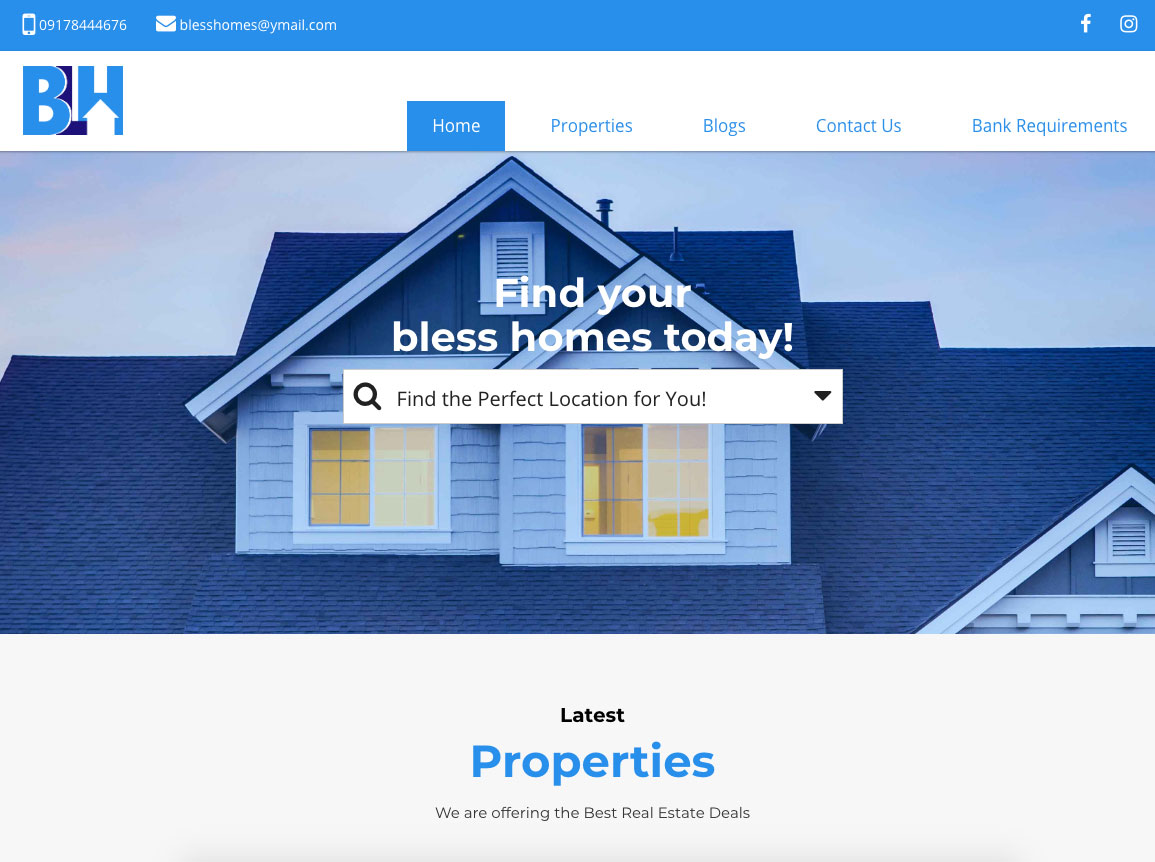 09178444676 blesshomes@ymail.com
BLH
Home Properties Blogs Contact Us Bank Requirements
Find your
bless homes today!
Find the Perfect Location for You!
Latest
Properties
We are offering the Best Real Estate Deals